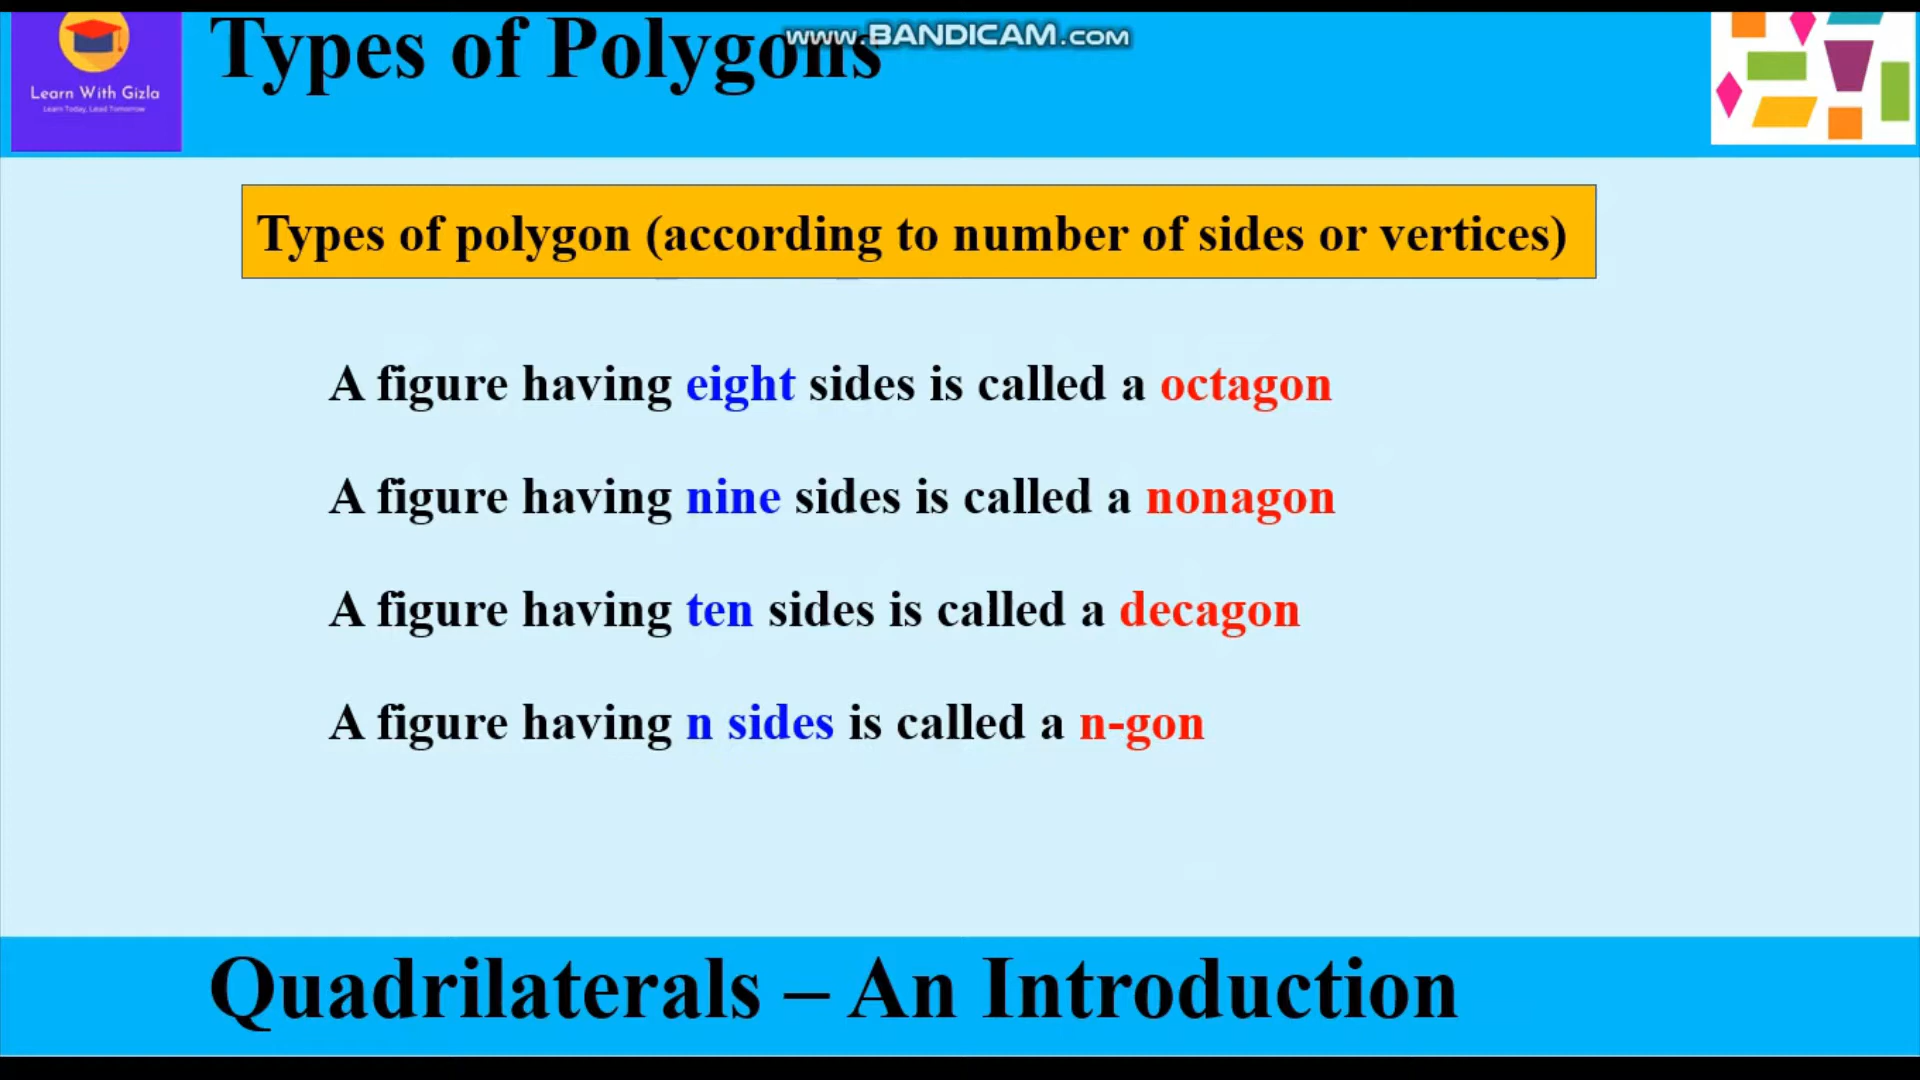 Types of Polygons
www.BANDICAM.com
Learn With Gizla
Learn Today, Lead Tomorrow
Types of polygon (according to number of sides or vertices)
A figure having eight sides is called a octagon
A figure having nine sides is called a nonagon
A figure having ten sides is called a decagon
A figure having n sides is called a n-gon
Quadrilaterals – An Introduction